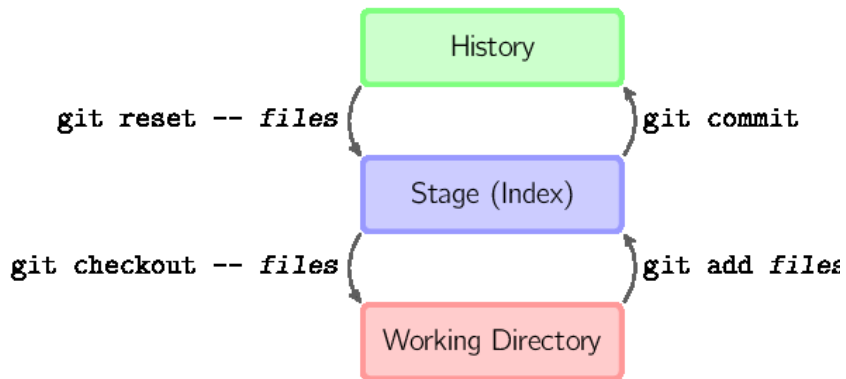 History
git reset -- files
git commit
Stage (Index)
git checkout -- files
git add files
Working Directory